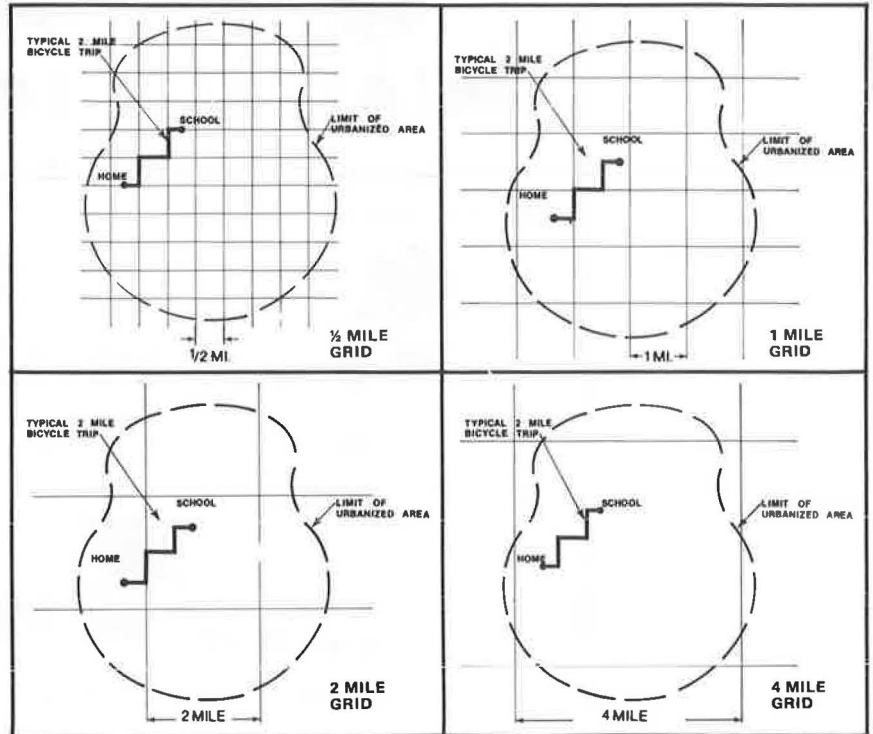 TYPICAL 2 MILE
BICYCLE TRIP
SCHOOL
LIMIT OF
URBANIZED AREA
HOME
½ MILE
GRID
1/2 MI.
TYPICAL 2 MILE
BICYCLE TRIP
SCHOOL
LIMIT OF
URBANIZED AREA
HOME
1 MILE
GRID
1 MI.
TYPICAL 2 MILE
BICYCLE TRIP
SCHOOL
LIMIT OF
URBANIZED AREA
HOME
2 MILE
GRID
2 MILE
TYPICAL 2 MILE
BICYCLE TRIP
SCHOOL
LIMIT OF
URBANIZED AREA
HOME
4 MILE
GRID
4 MILE